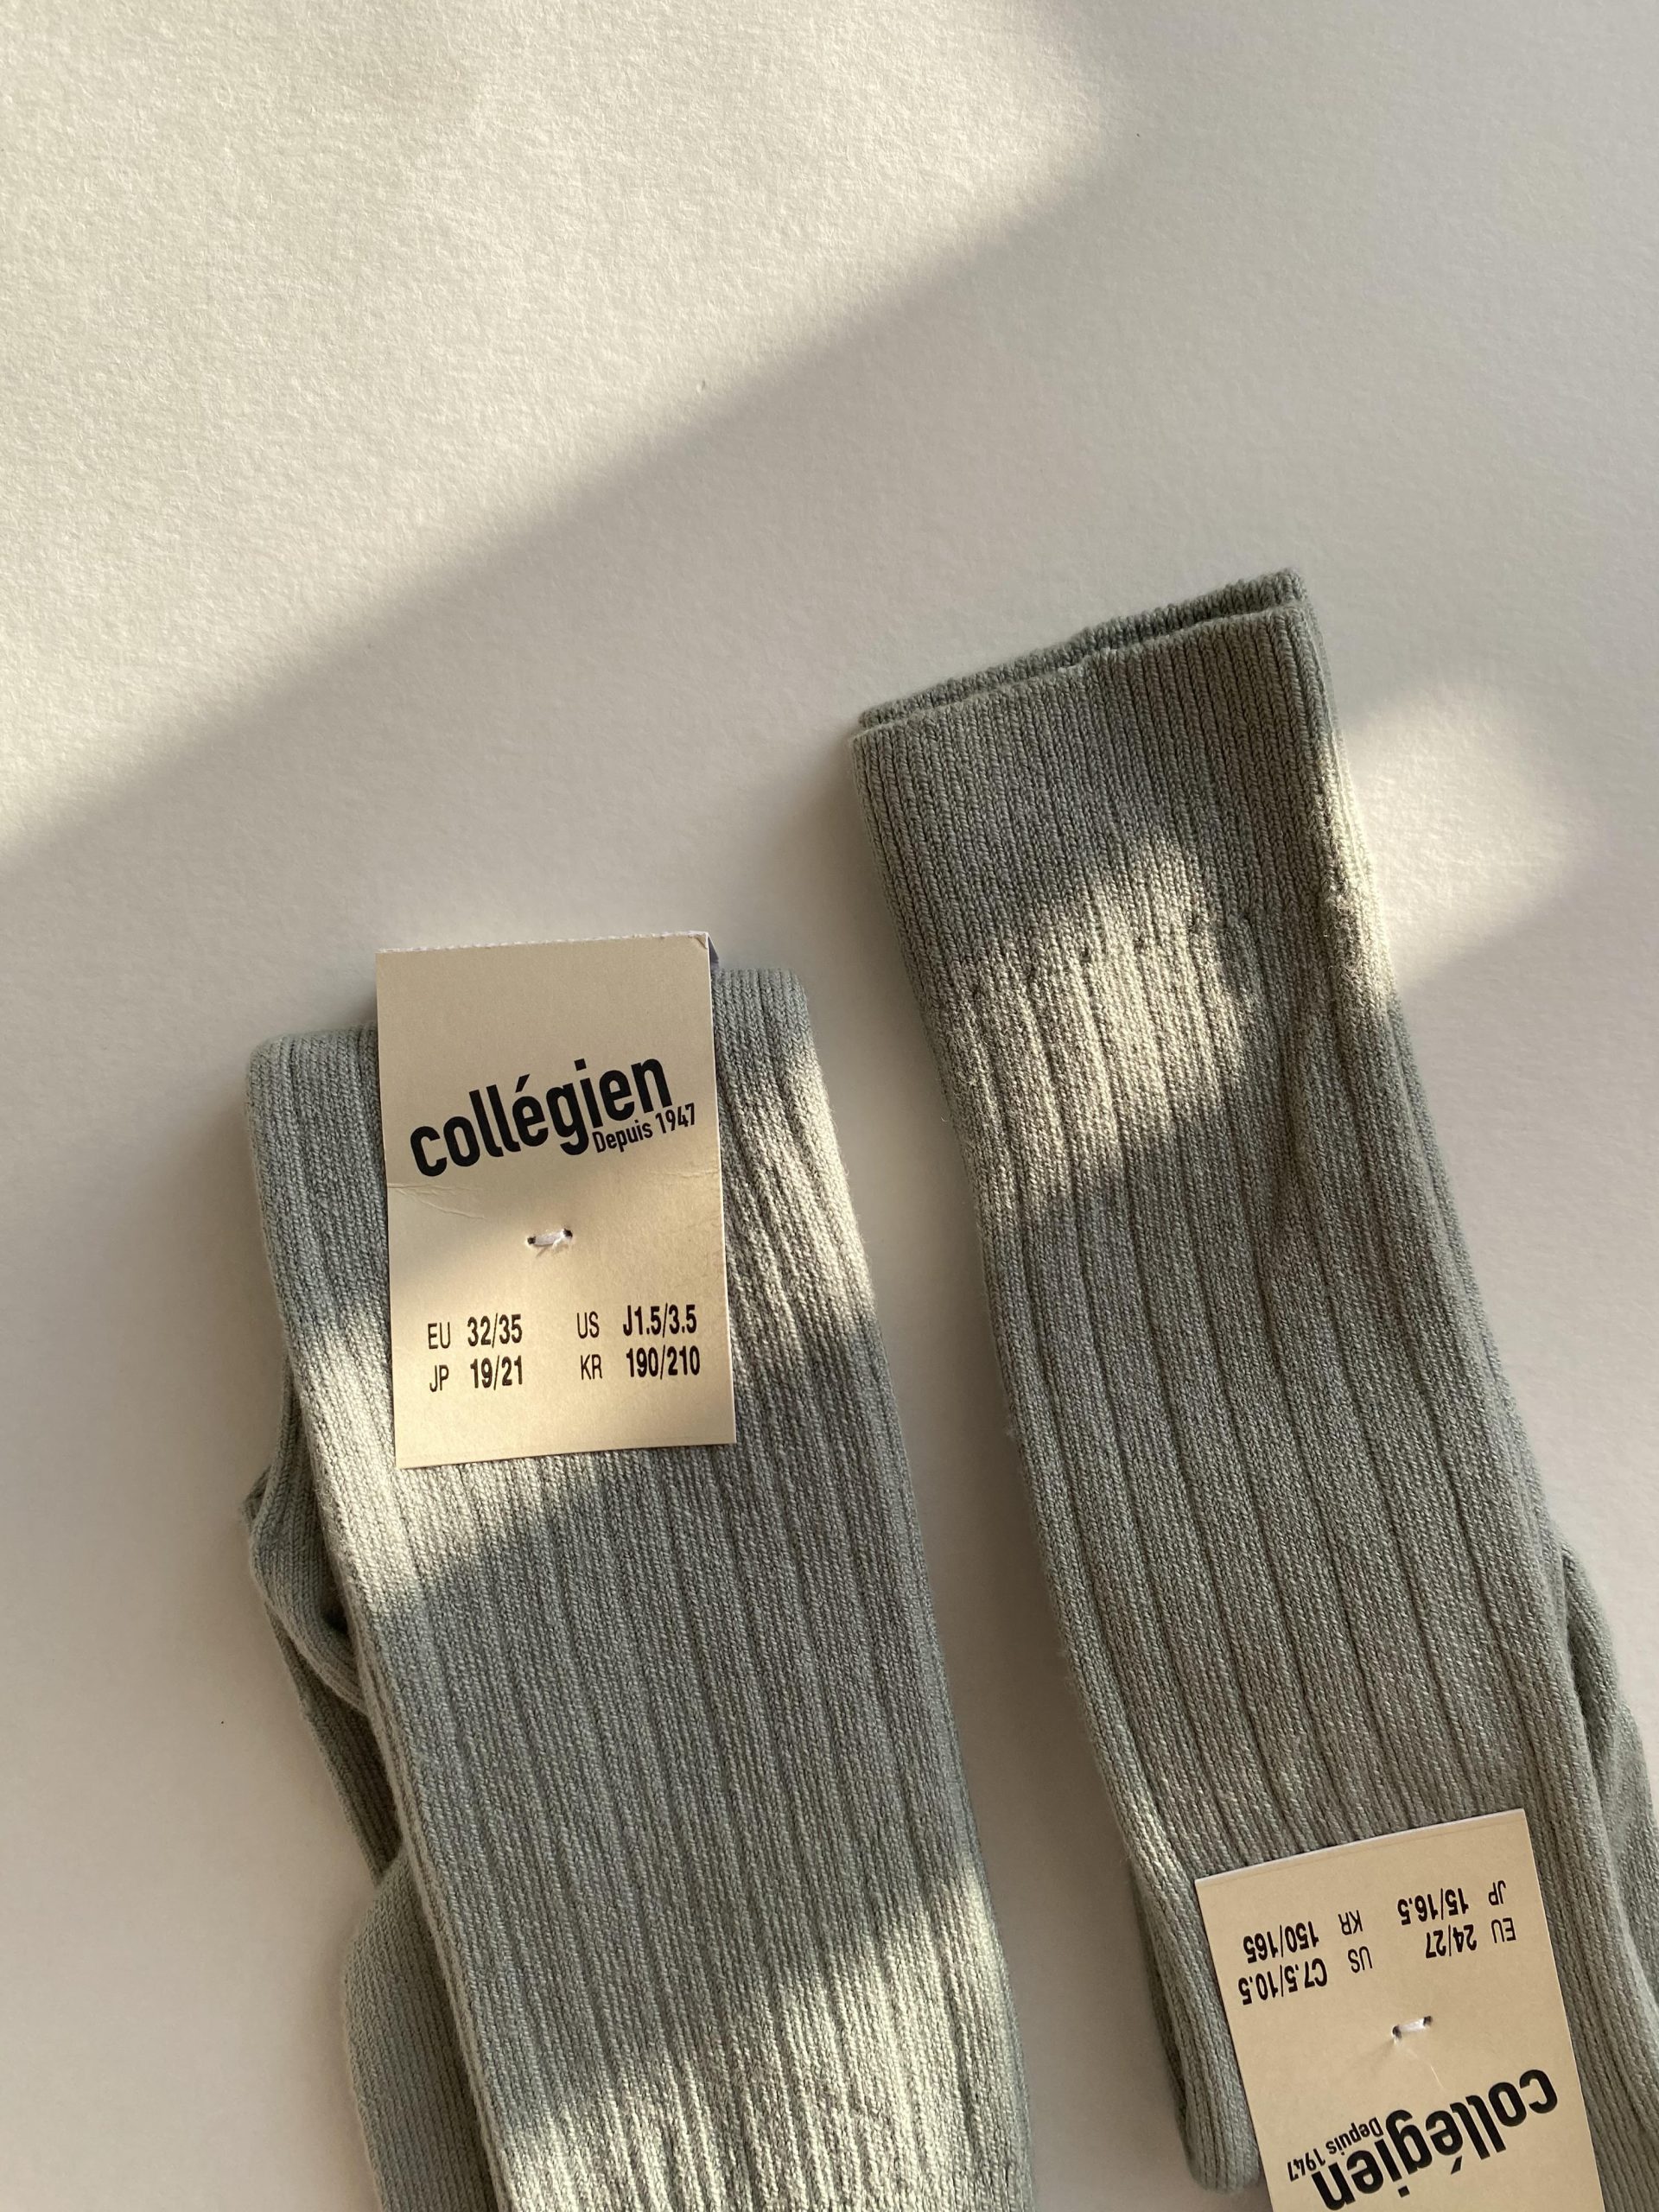 collégien
Depuis 1947
EU 32/35 US J1.5/3.5
JP 19/21 KR 190/210
collégien
Depuis 1947
EU 24/27 US C7.5/10.5
JP 15/16.5 KR 150/165